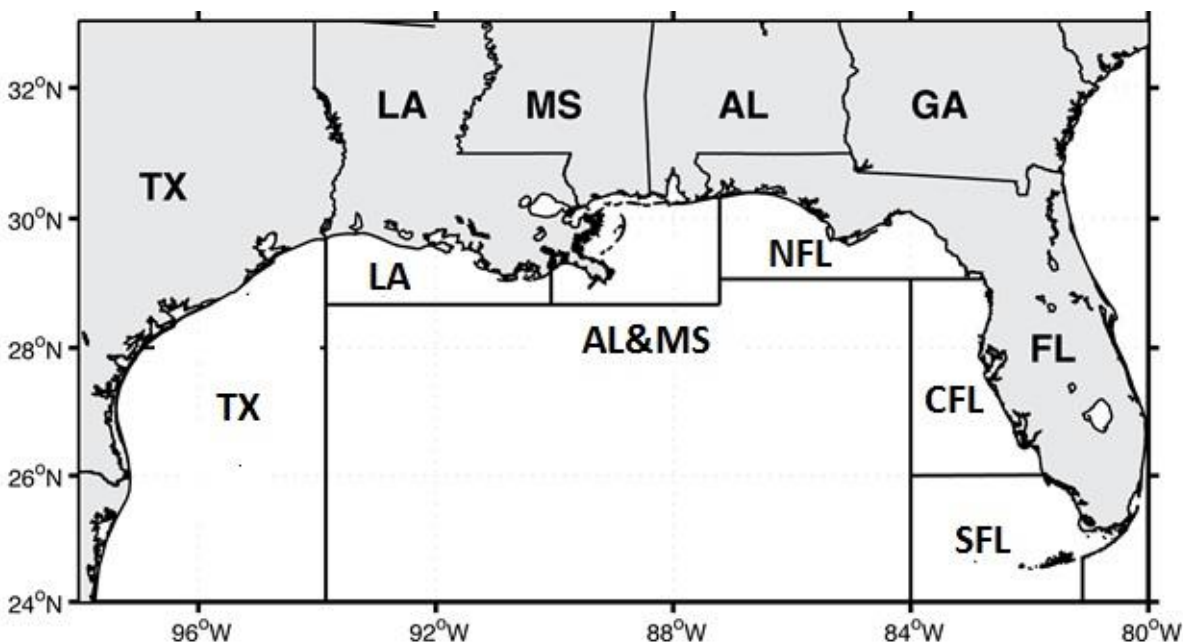 32°N
LA
MS
AL
GA
TX
30°N
NFL
LA
AL&MS
FL
28°N
TX
CFL
26°N
SFL
24°N
96°W
92°W
88°W
84°W
80°W